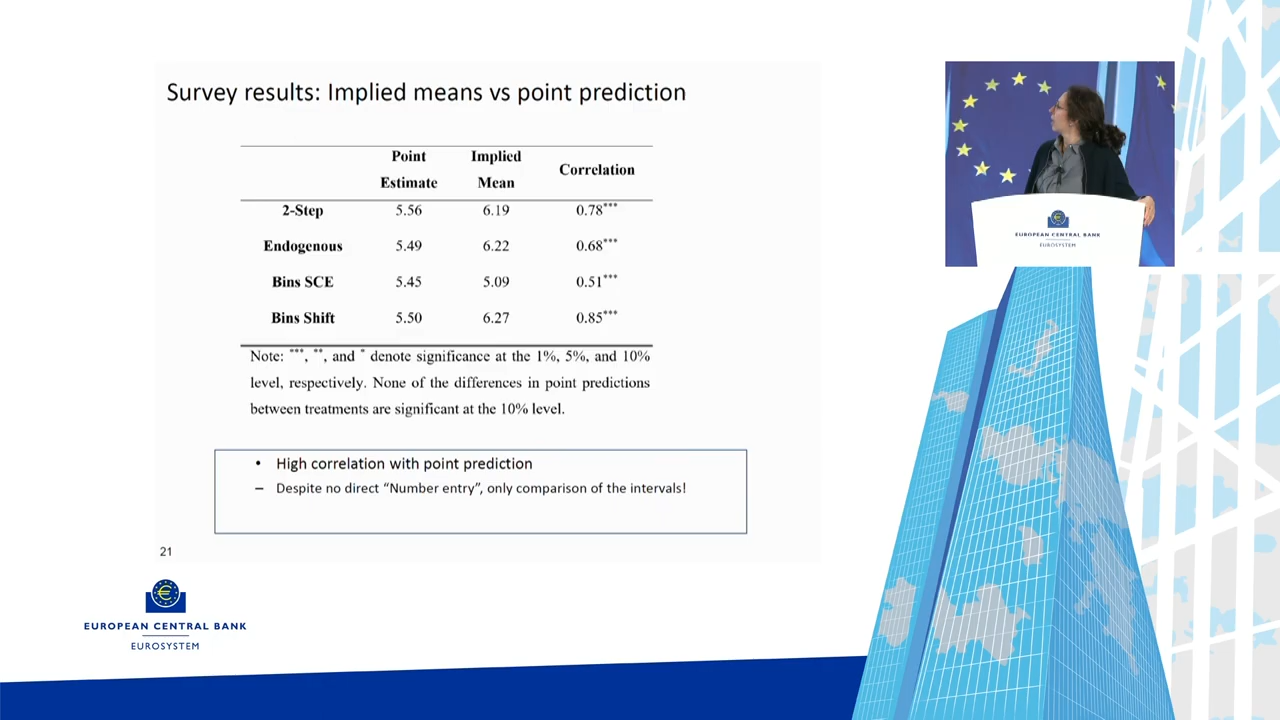 Survey results: Implied means vs point prediction
Point Estimate Implied Mean Correlation
2-Step 5.56 6.19 0.78***
Endogenous 5.49 6.22 0.68***
Bins SCE 5.45 5.09 0.51***
Bins Shift 5.50 6.27 0.85***
Note: ***, **, and * denote significance at the 1%, 5%, and 10%
level, respectively. None of the differences in point predictions
between treatments are significant at the 10% level.
• High correlation with point prediction
– Despite no direct “Number entry”, only comparison of the intervals!
21
EUROPEAN CENTRAL BANK
EUROSYSTEM
EUROPEAN CENTRAL BANK
EUROSYSTEM